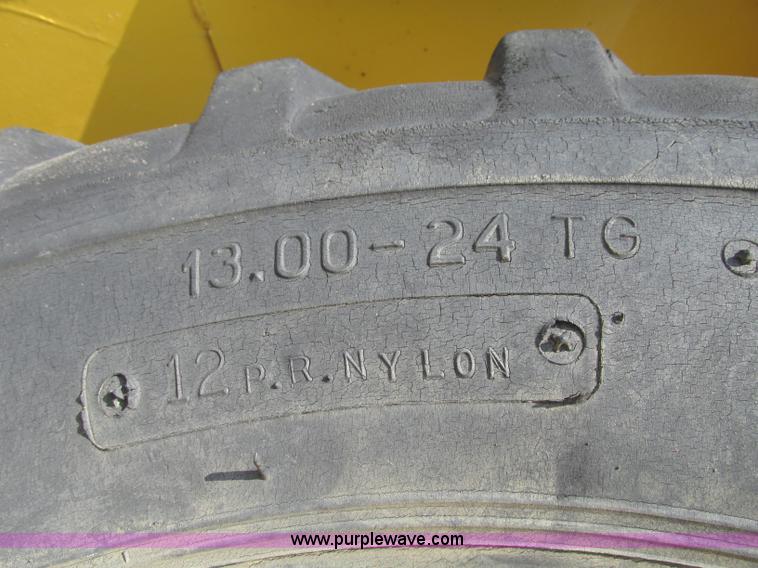 13.00-24 TG
12 P.R. NYLON
www.purplewave.com